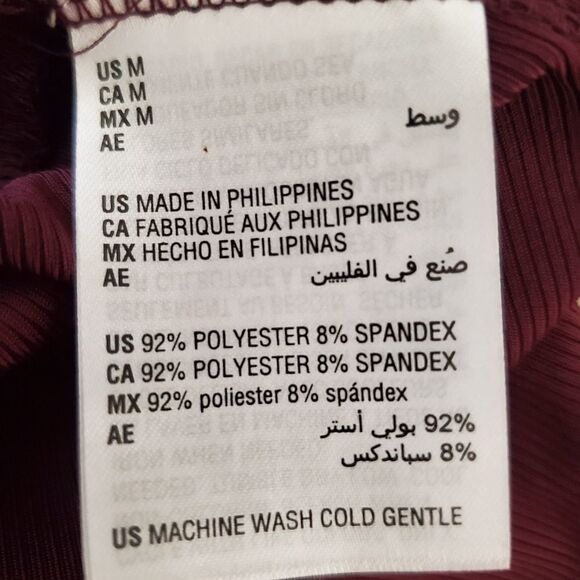 US M
CA M
MX M
AE وسط
US MADE IN PHILIPPINES
CA FABRIQUÉ AUX PHILIPPINES
MX HECHO EN FILIPINAS
AE صُنع في الفليبين
US 92% POLYESTER 8% SPANDEX
CA 92% POLYESTER 8% SPANDEX
MX 92% poliester 8% spándex
AE 92% بولي أستر
8% سباندكس
US MACHINE WASH COLD GENTLE